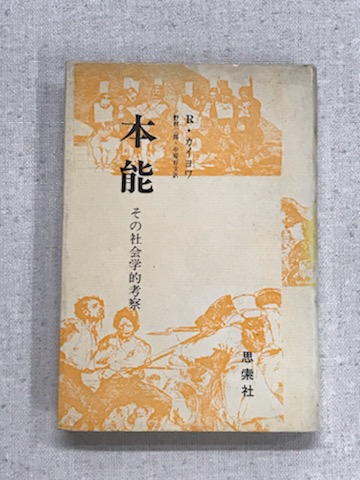 R・カイヨワ
本能
その社会学的考察
思索社